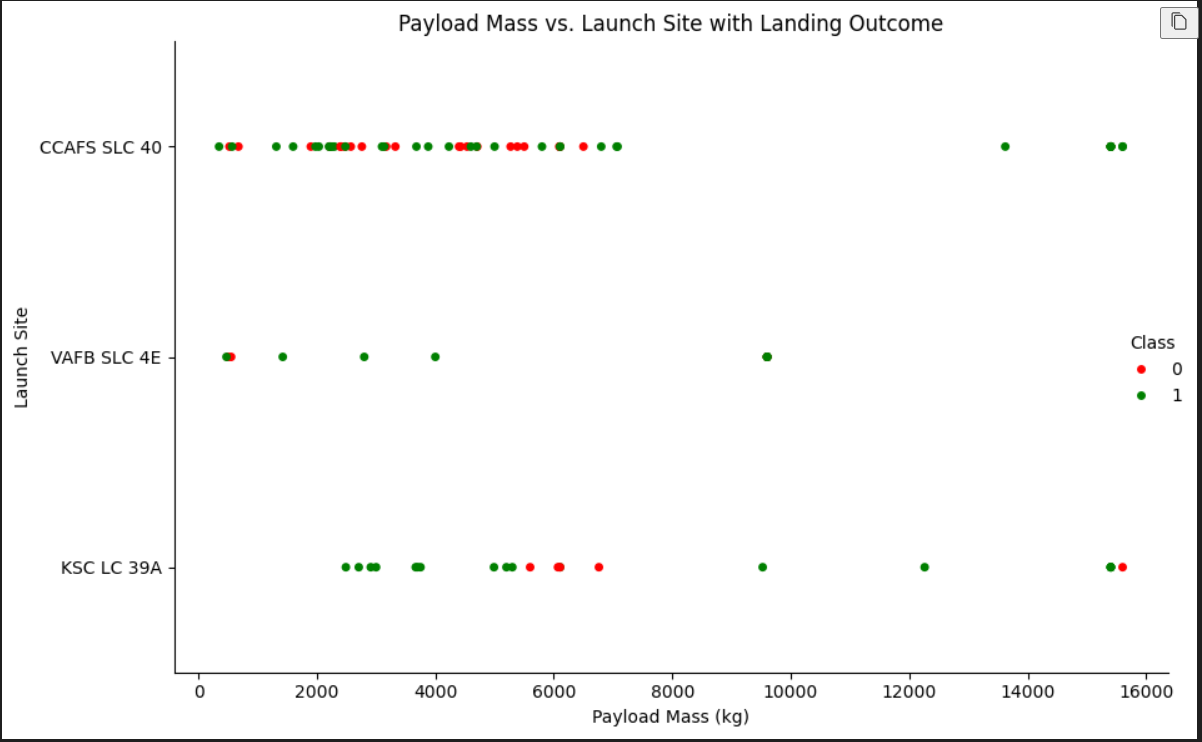 Payload Mass vs. Launch Site with Landing Outcome
CCAFS SLC 40
VAFB SLC 4E
KSC LC 39A
Launch Site
Class
0
1
0 2000 4000 6000 8000 10000 12000 14000 16000
Payload Mass (kg)